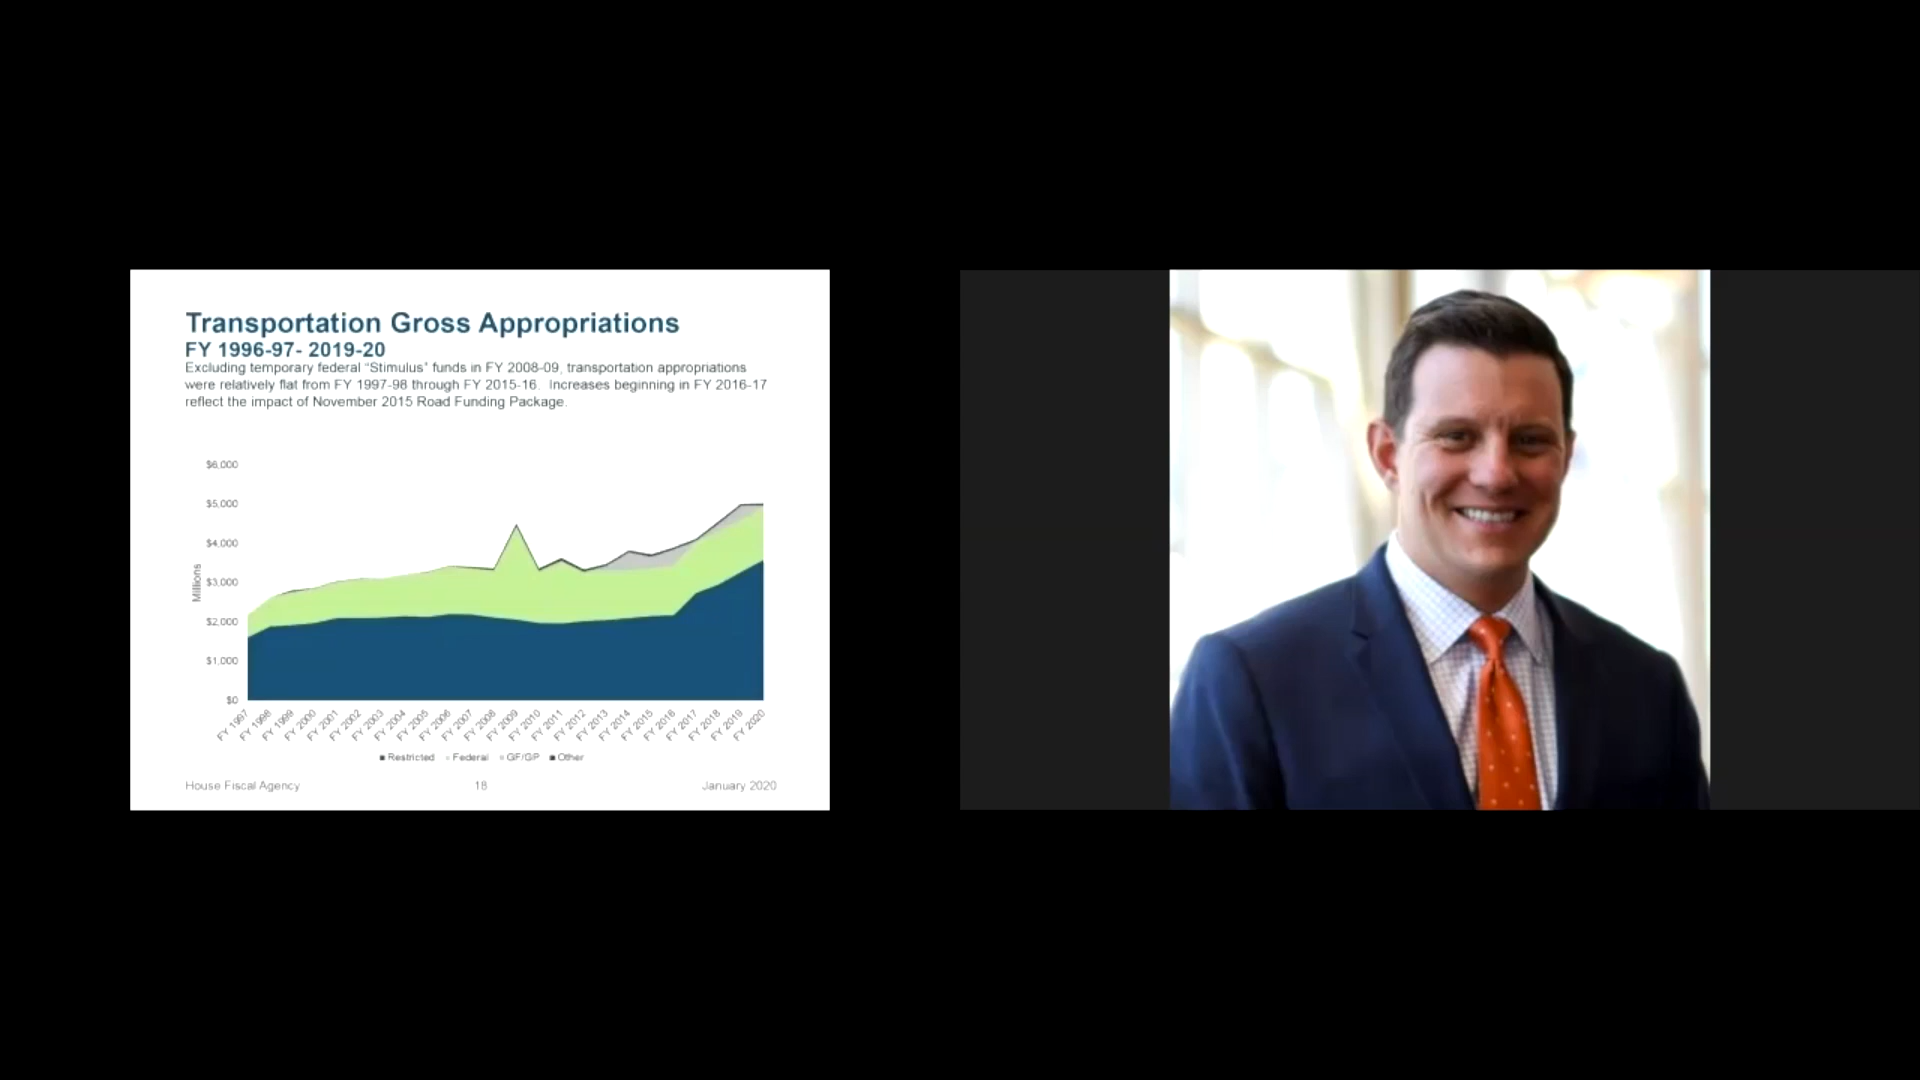 Transportation Gross Appropriations
FY 1996-97- 2019-20
Excluding temporary federal “Stimulus” funds in FY 2008-09, transportation appropriations
were relatively flat from FY 1997-98 through FY 2015-16. Increases beginning in FY 2016-17
reflect the impact of November 2015 Road Funding Package.
$6,000
$5,000
$4,000
$3,000
$2,000
$1,000
$0
Millions
FY 1997
FY 1998
FY 1999
FY 2000
FY 2001
FY 2002
FY 2003
FY 2004
FY 2005
FY 2006
FY 2007
FY 2008
FY 2009
FY 2010
FY 2011
FY 2012
FY 2013
FY 2014
FY 2015
FY 2016
FY 2017
FY 2018
FY 2019
FY 2020
Restricted Federal GF/GP Other
House Fiscal Agency 18 January 2020